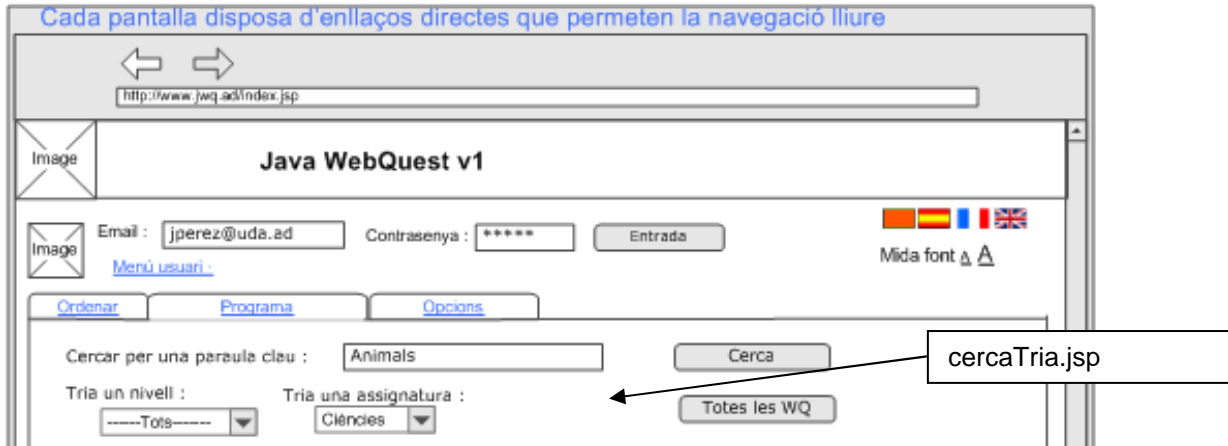 Cada pantalla disposa d'enllaços directes que permeten la navegació lliure
http://www.jwq.ad/index.jsp
Image
Java WebQuest v1
Image
Email :
jperez@uda.ad
Contrasenya :
*****
Entrada
Menú usuari ·
Mida font A A
Ordenar
Programa
Opcions
Cercar per una paraula clau :
Animals
Cerca
cercaTria.jsp
Tria un nivell :
Tria una assignatura :
------Tots-------
Ciéncies
Totes les WQ